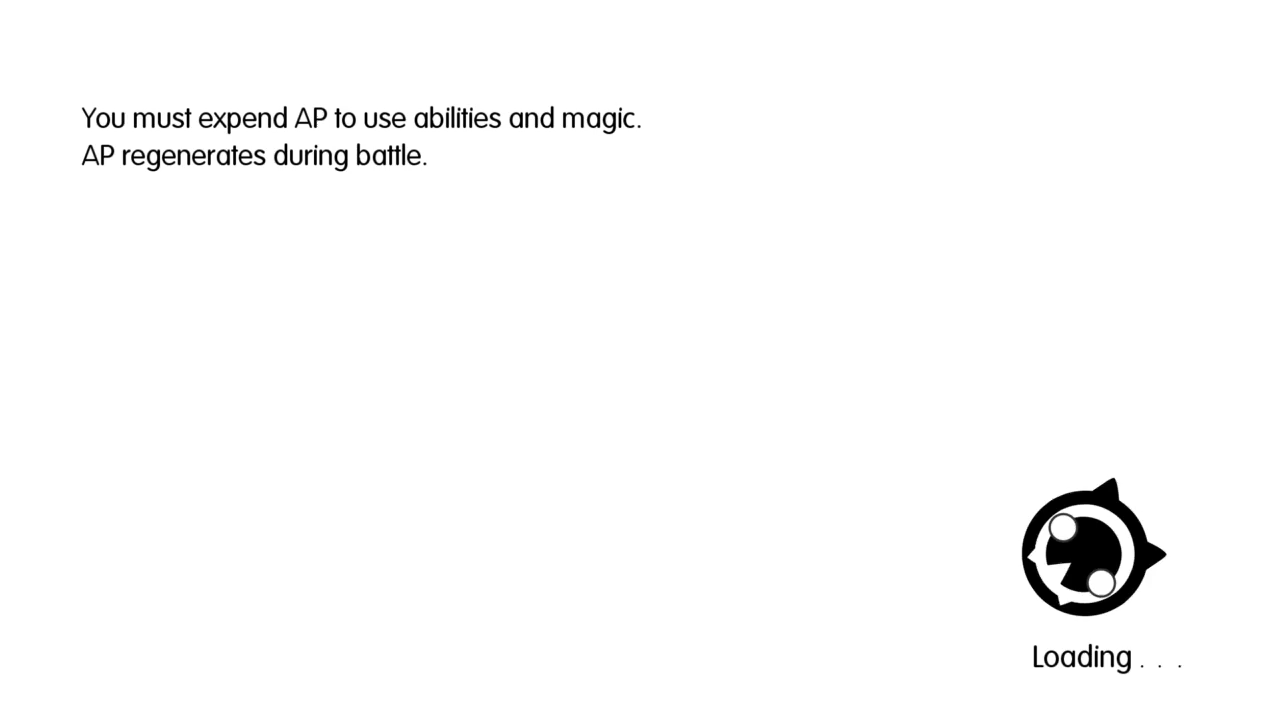 You must expend AP to use abilities and magic.
AP regenerates during battle.
Loading . . .